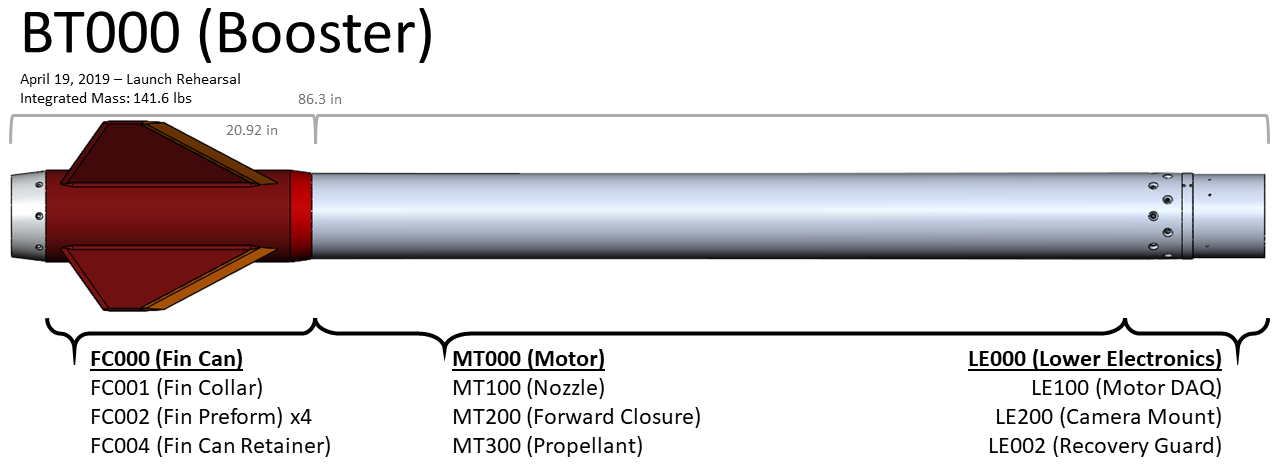 BT000 (Booster)
April 19, 2019 – Launch Rehearsal
Integrated Mass: 141.6 lbs
86.3 in
20.92 in
FC000 (Fin Can)
FC001 (Fin Collar)
FC002 (Fin Preform) x4
FC004 (Fin Can Retainer)
MT000 (Motor)
MT100 (Nozzle)
MT200 (Forward Closure)
MT300 (Propellant)
LE000 (Lower Electronics)
LE100 (Motor DAQ)
LE200 (Camera Mount)
LE002 (Recovery Guard)